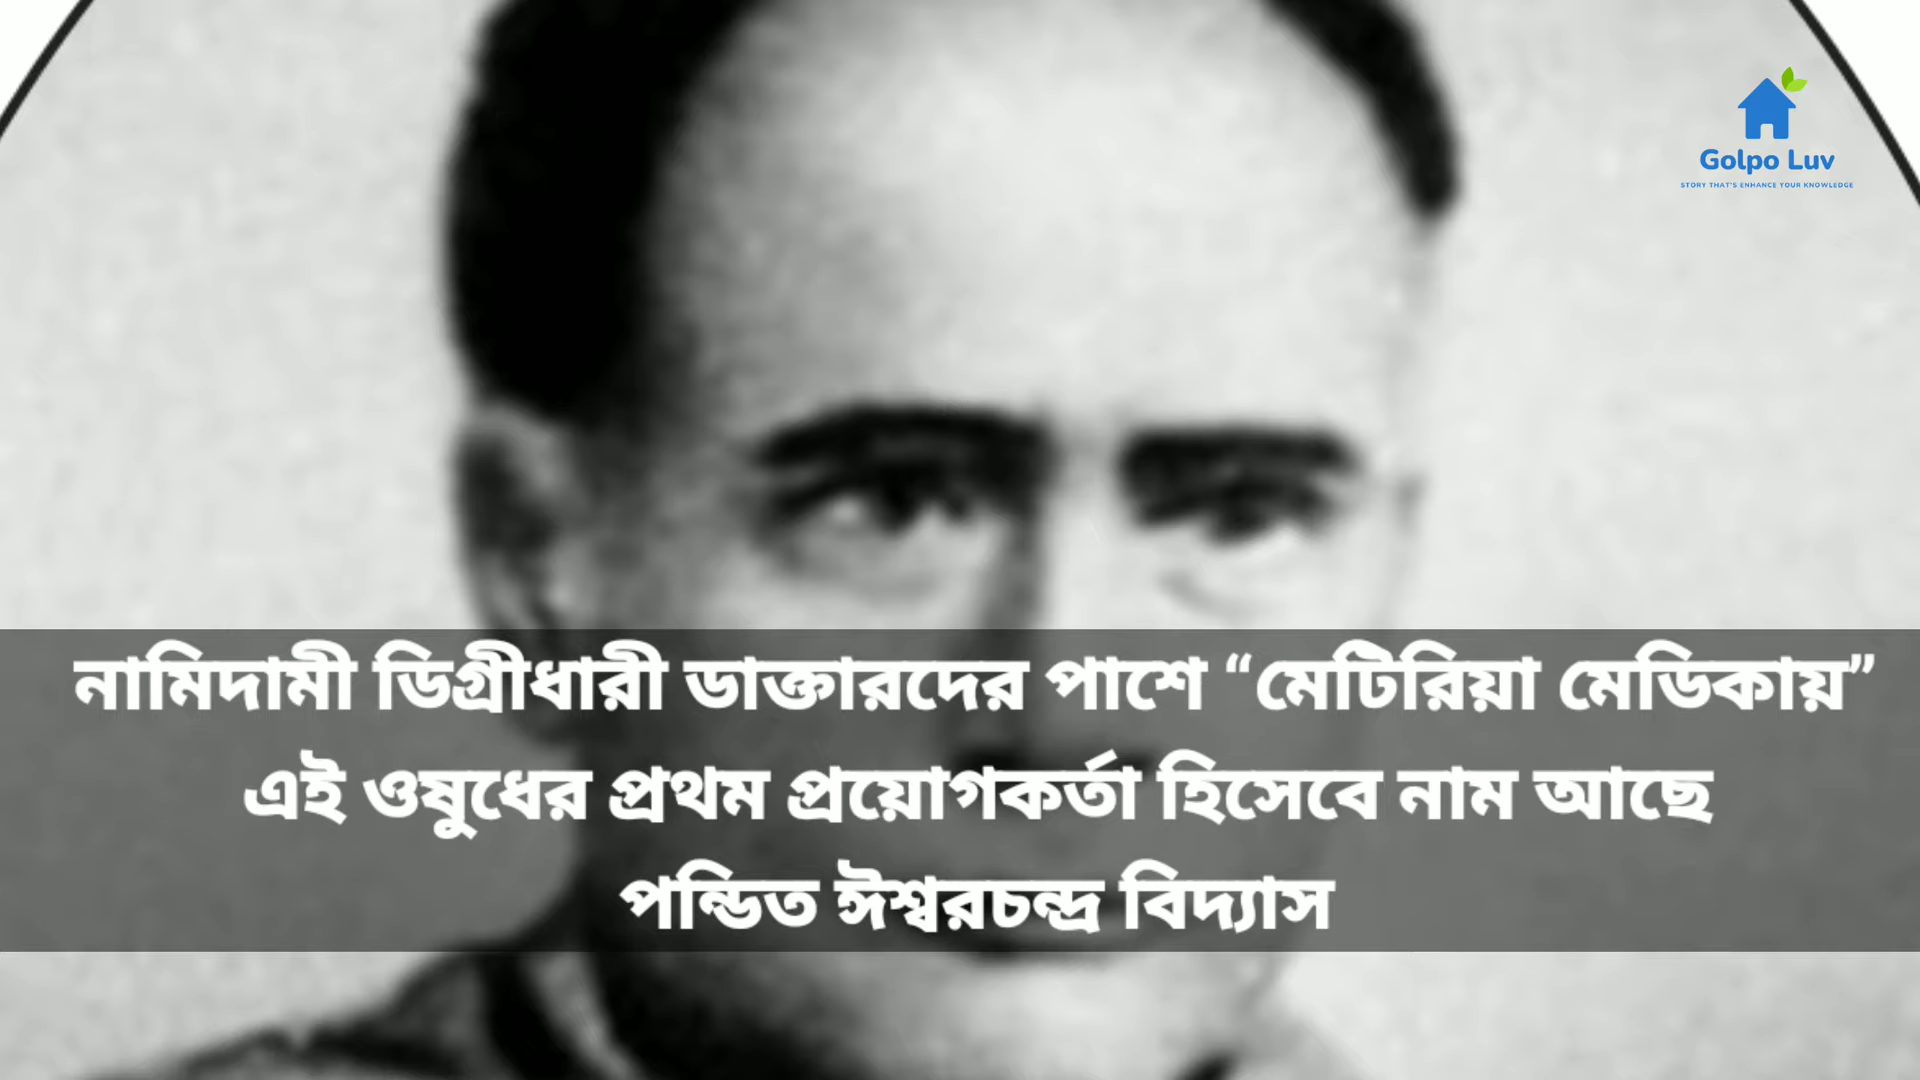 Golpo Luv
STORY THAT'S ENHANCE YOUR KNOWLEDGE
নামিদামী ডিগ্রীধারী ডাক্তারদের পাশে “মেটিরিয়া মেডিকায়”
এই ওষুধের প্রথম প্রয়োগকর্তা হিসেবে নাম আছে
পন্ডিত ঈশ্বরচন্দ্র বিদ্যাস